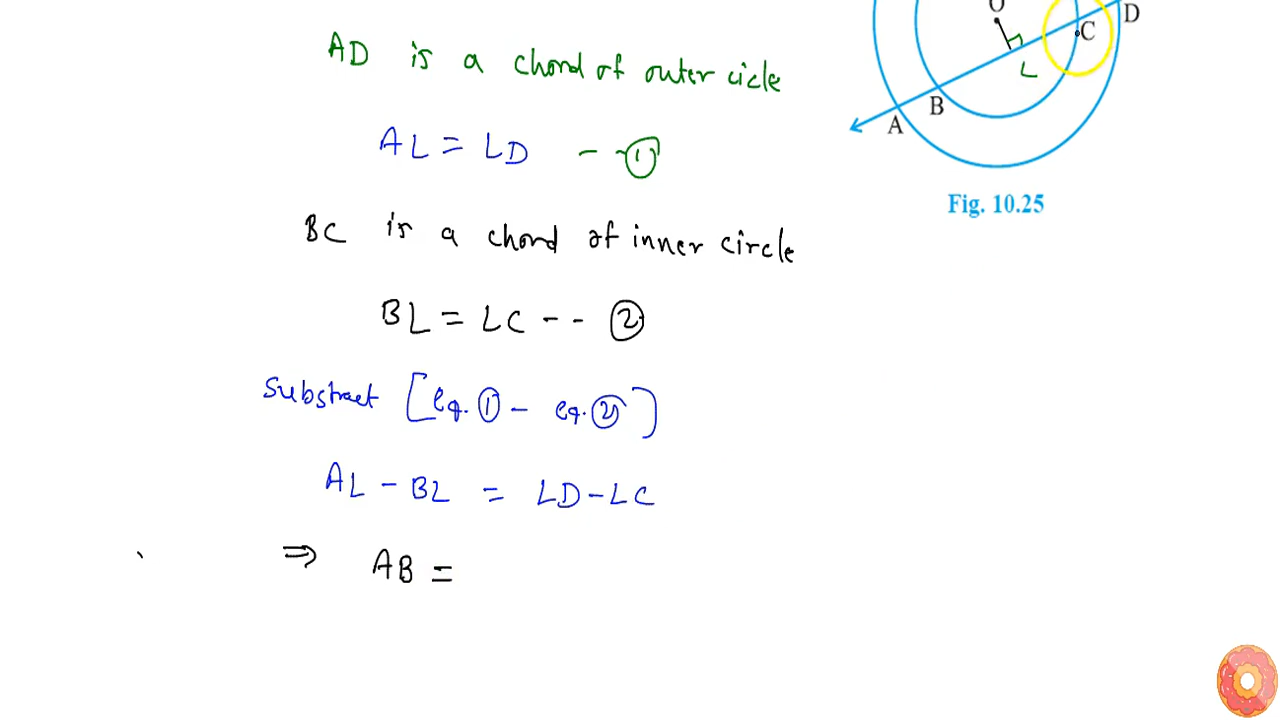 O
D
C
L
B
A
Fig. 10.25
AD is a chord of outer cicle
AL = LD - - ①
BC is a chord of inner circle
BL = LC - - ②
Substract [eq. ① - eq. ②]
AL - BL = LD - LC
⇒ AB =